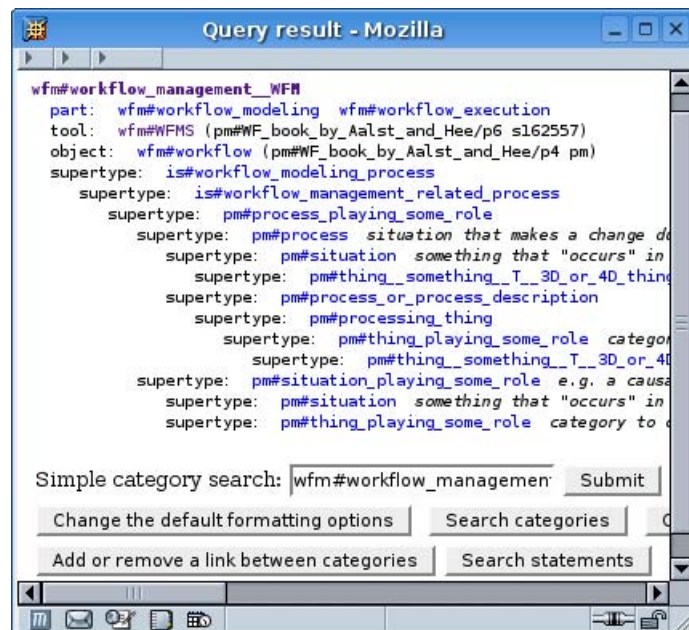 Query result - Mozilla
wfm#workflow_management__WFM
part: wfm#workflow_modeling wfm#workflow_execution
tool: wfm#WFMS (pm#WF_book_by_Aalst_and_Hee/p6 s162557)
object: wfm#workflow (pm#WF_book_by_Aalst_and_Hee/p4 pm)
supertype: is#workflow_modeling_process
supertype: is#workflow_management_related_process
supertype: pm#process_playing_some_role
supertype: pm#process situation that makes a change
supertype: pm#situation something that "occurs" in
supertype: pm#thing__something__T__3D_or_4D_thing
supertype: pm#process_or_process_description
supertype: pm#processing_thing
supertype: pm#thing_playing_some_role categor
supertype: pm#thing__something__T__3D_or_4D
supertype: pm#situation_playing_some_role e.g. a causa
supertype: pm#situation something that "occurs" in
supertype: pm#thing_playing_some_role category to
Simple category search: wfm#workflow_management Submit
Change the default formatting options Search categories
Add or remove a link between categories Search statements